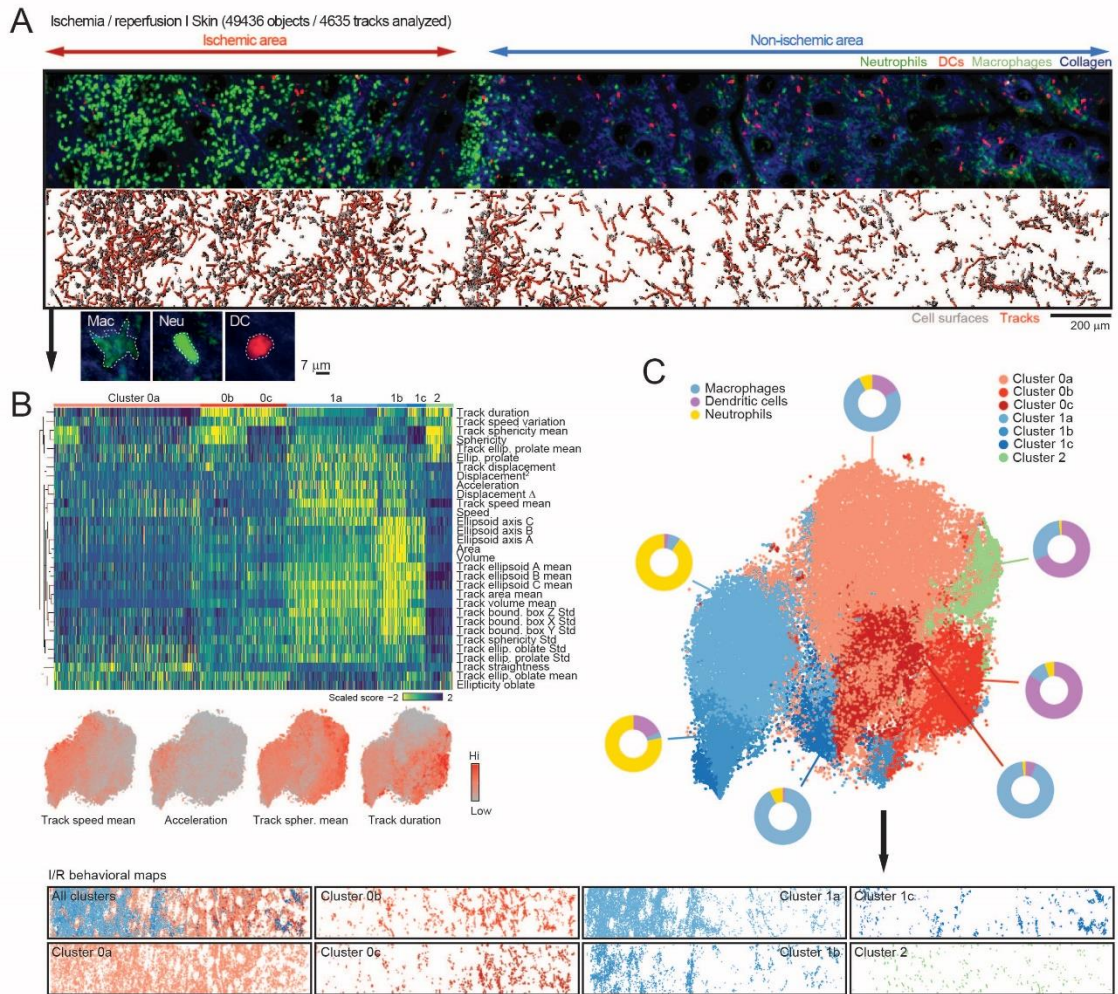 A
Ischemia / reperfusion I Skin (49436 objects / 4635 tracks analyzed)
Ischemic area
Non-ischemic area
Neutrophils DCs Macrophages Collagen
Cell surfaces Tracks
200 μm
Mac
Neu
DC
7 μm
B
Cluster 0a
0b
0c
1a
1b
1c
2
Track duration
Track speed variation
Track sphericity mean
Sphericity
Track ellip. prolate mean
Ellip. prolate
Track displacement
Displacement²
Acceleration
Displacement Δ
Track speed mean
Speed
Ellipsoid axis C
Ellipsoid axis B
Ellipsoid axis A
Area
Volume
Track ellipsoid A mean
Track ellipsoid B mean
Track ellipsoid C mean
Track area mean
Track volume mean
Track bound. box Z Std
Track bound. box X Std
Track bound. box Y Std
Track sphericity Std
Track ellip. oblate Std
Track ellip. prolate Std
Track straightness
Track ellip. oblate mean
Ellipticity oblate
Scaled score −2 2
Hi
Low
Track speed mean
Acceleration
Track spher. mean
Track duration
C
Macrophages
Dendritic cells
Neutrophils
Cluster 0a
Cluster 0b
Cluster 0c
Cluster 1a
Cluster 1b
Cluster 1c
Cluster 2
I/R behavioral maps
All clusters
Cluster 0b
Cluster 1a
Cluster 1c
Cluster 0a
Cluster 0c
Cluster 1b
Cluster 2